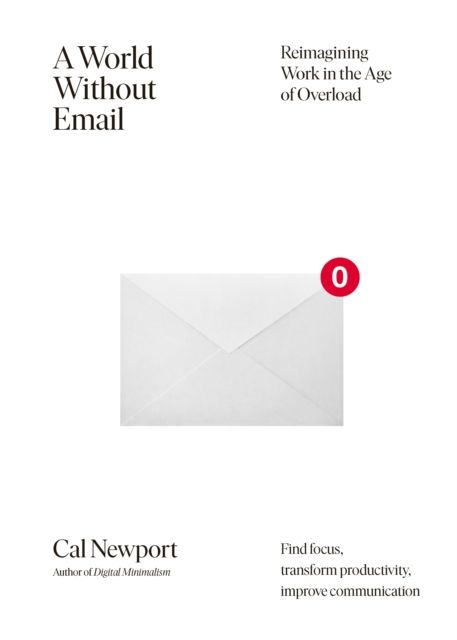 A World
Without
Email
Reimagining
Work in the Age
of Overload
0
Cal Newport
Author of Digital Minimalism
Find focus,
transform productivity,
improve communication